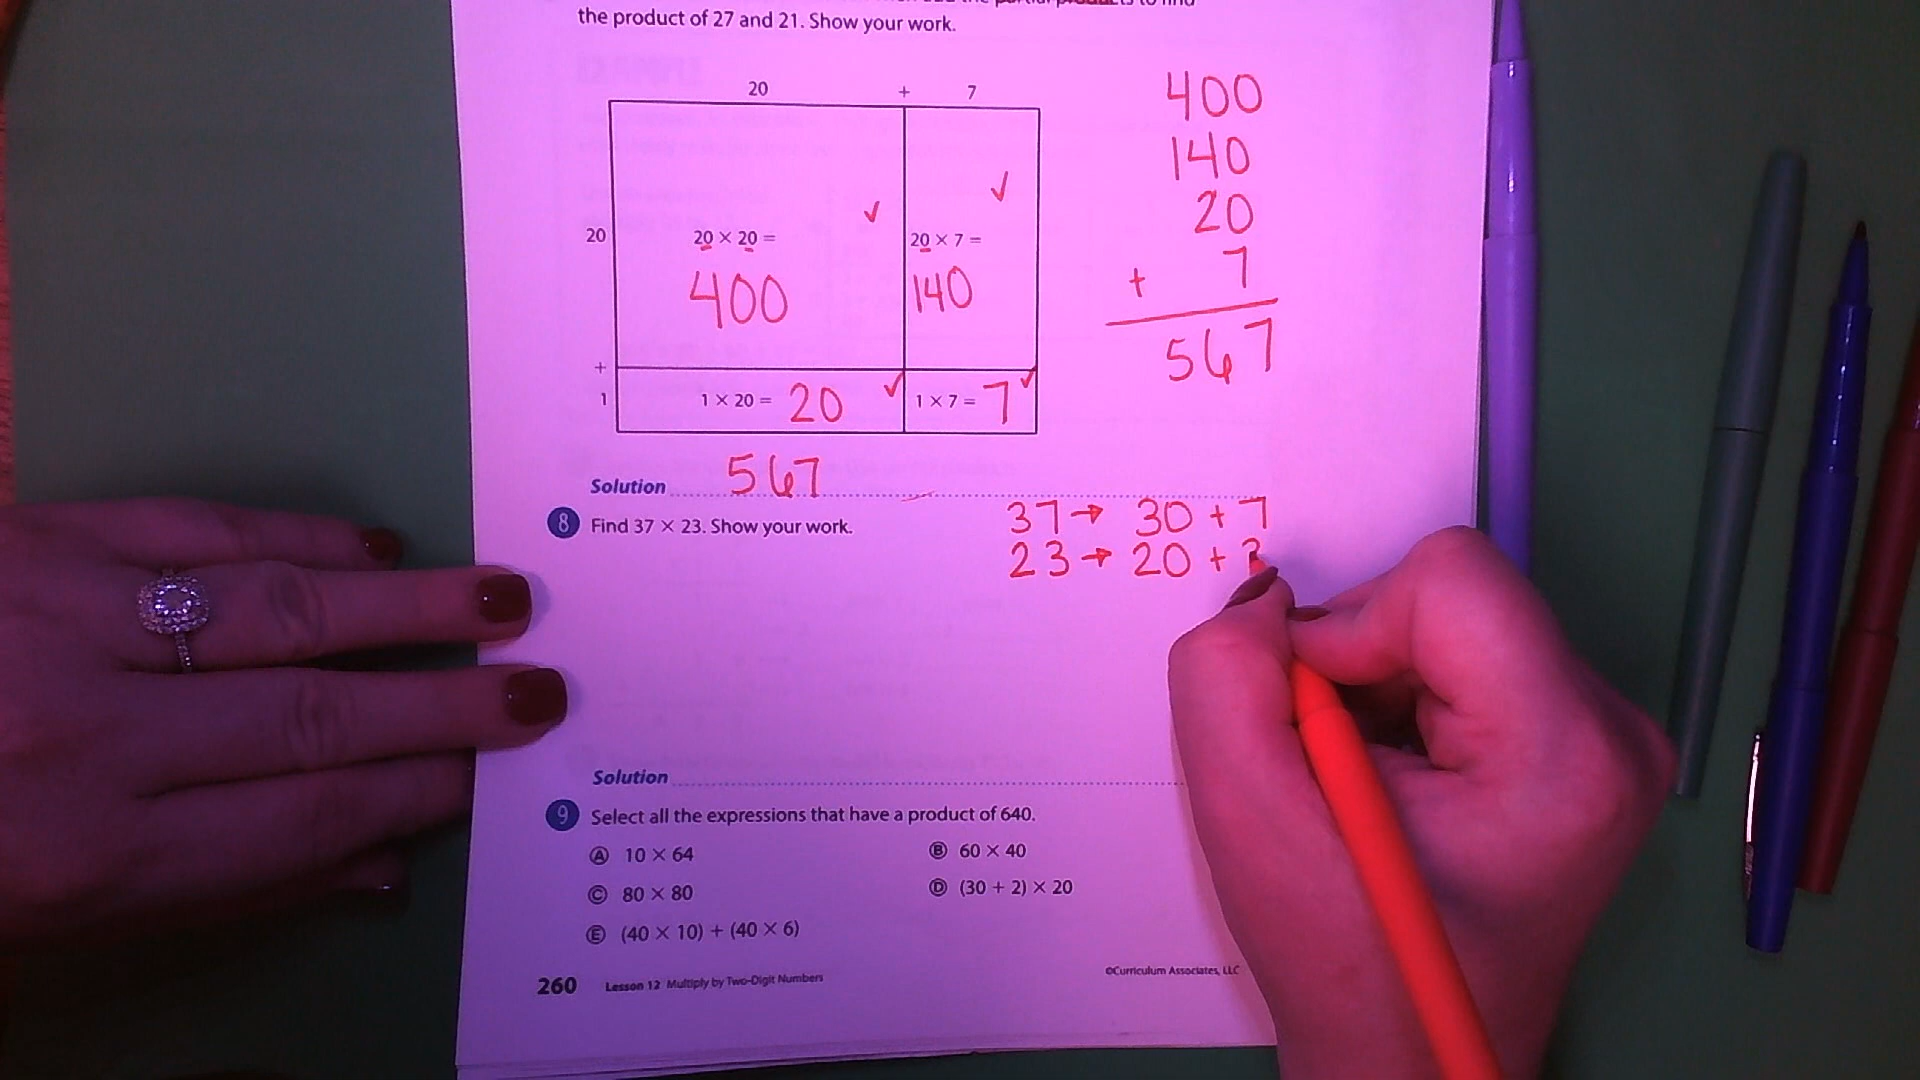 the product of 27 and 21. Show your work.
20 + 7
20
20 × 20 =
400
20 × 7 =
140
+
1
1 × 20 = 20
1 × 7 = 7
400
140
20
+ 7
567
Solution 567
8 Find 37 × 23. Show your work.
37 → 30 + 7
23 → 20 +
Solution
9 Select all the expressions that have a product of 640.
A 10 × 64
B 60 × 40
C 80 × 80
D (30 + 2) × 20
E (40 × 10) + (40 × 6)
260 Lesson 12 Multiply by Two-Digit Numbers
©Curriculum Associates, LLC